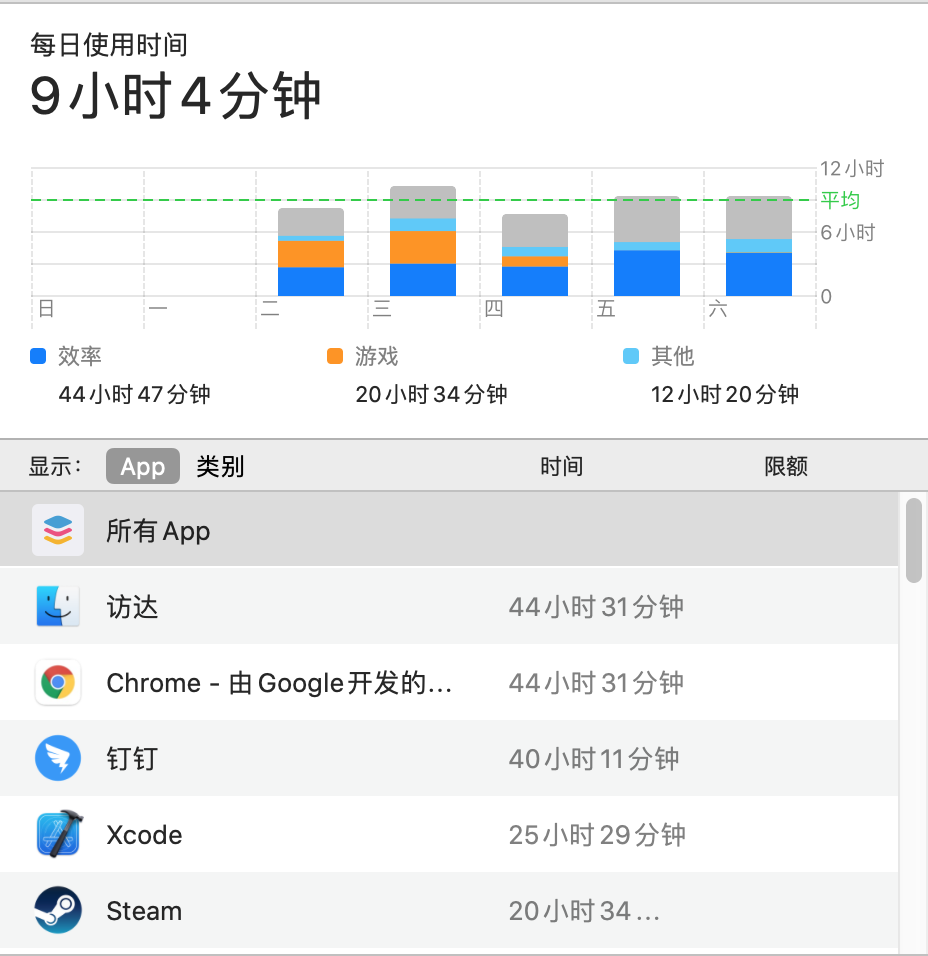 每日使用时间
9小时4分钟
12小时
平均
6小时
0
日 一 二 三 四 五 六
效率 游戏 其他
44小时47分钟 20小时34分钟 12小时20分钟
显示: App 类别 时间 限额
所有App
访达 44小时31分钟
Chrome - 由Google开发的… 44小时31分钟
钉钉 40小时11分钟
Xcode 25小时29分钟
Steam 20小时34…